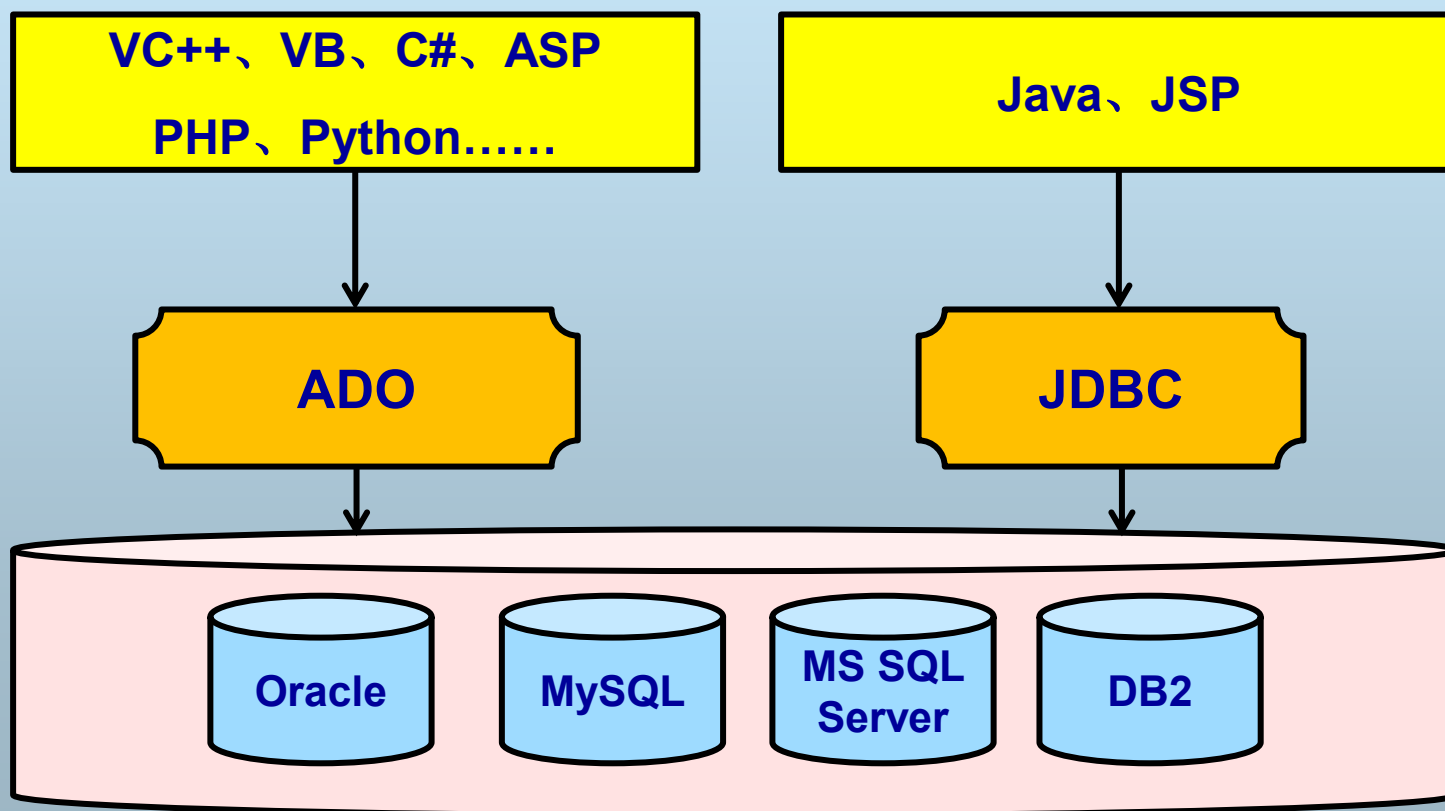 VC++、VB、C#、ASP
PHP、Python……
Java、JSP
ADO
JDBC
Oracle
MySQL
MS SQL
Server
DB2